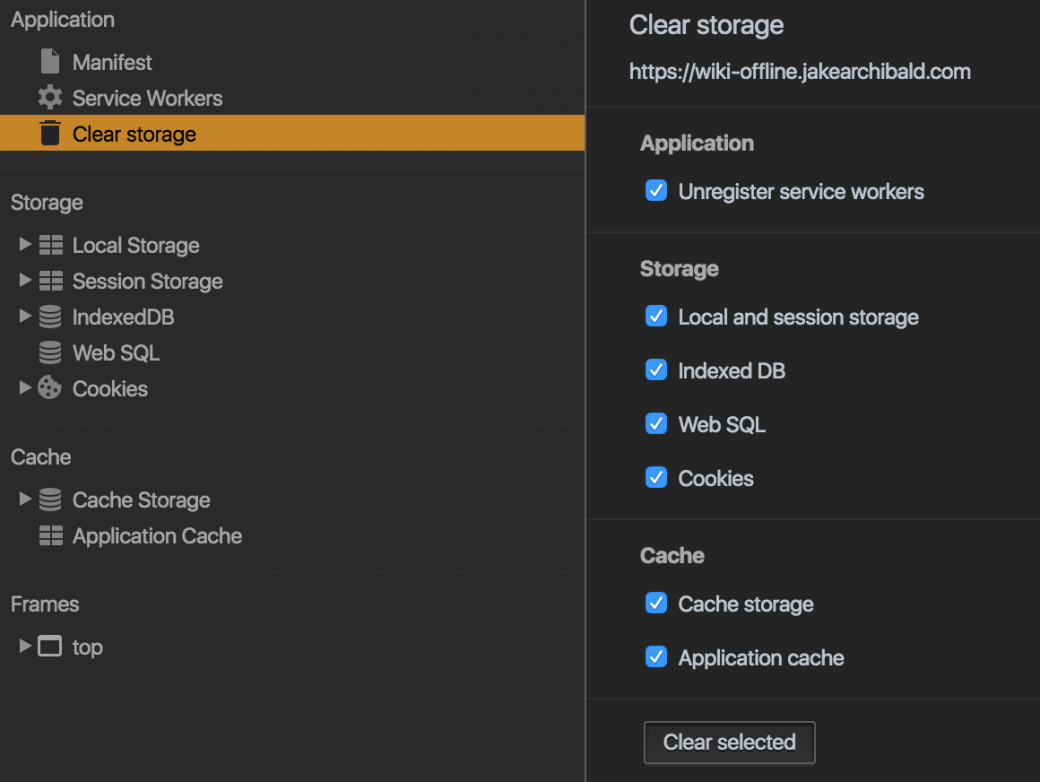 Application
Manifest
Service Workers
Clear storage
Storage
Local Storage
Session Storage
IndexedDB
Web SQL
Cookies
Cache
Cache Storage
Application Cache
Frames
top
Clear storage
https://wiki-offline.jakearchibald.com
Application
Unregister service workers
Storage
Local and session storage
Indexed DB
Web SQL
Cookies
Cache
Cache storage
Application cache
Clear selected